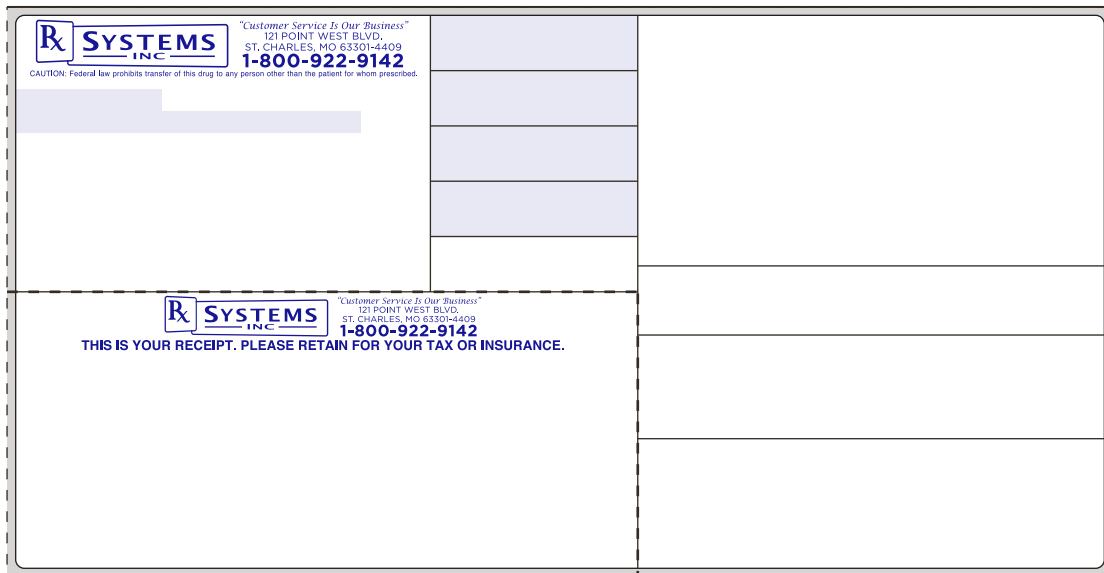 Rx SYSTEMS INC
"Customer Service Is Our Business"
121 POINT WEST BLVD.
ST. CHARLES, MO 63301-4409
1-800-922-9142
CAUTION: Federal law prohibits transfer of this drug to any person other than the patient for whom prescribed.
Rx SYSTEMS INC
"Customer Service Is Our Business"
121 POINT WEST BLVD.
ST. CHARLES, MO 63301-4409
1-800-922-9142
THIS IS YOUR RECEIPT. PLEASE RETAIN FOR YOUR TAX OR INSURANCE.